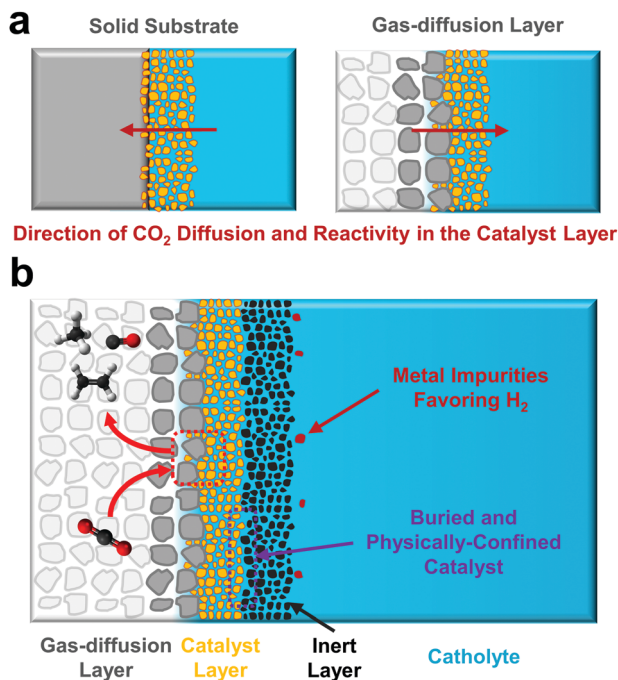 a
Solid Substrate
Gas-diffusion Layer
Direction of CO₂ Diffusion and Reactivity in the Catalyst Layer
b
Metal Impurities
Favoring H₂
Buried and
Physically-Confined
Catalyst
Gas-diffusion
Layer
Catalyst
Layer
Inert
Layer
Catholyte